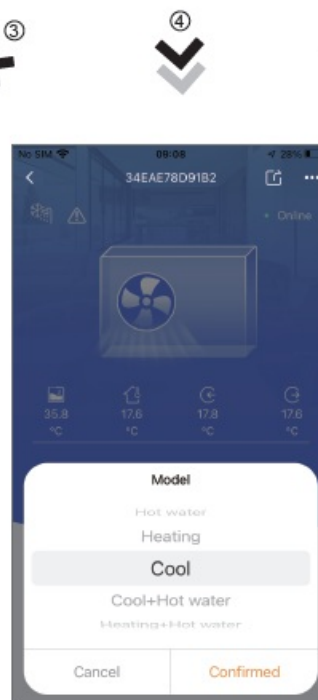 ③
④
No SIM 08:08 28%
34EAE78D91B2
• Online
35.8 17.6 17.8 17.6
°C °C °C °C
Model
Hot water
Heating
Cool
Cool+Hot water
Heating+Hot water
Cancel Confirmed